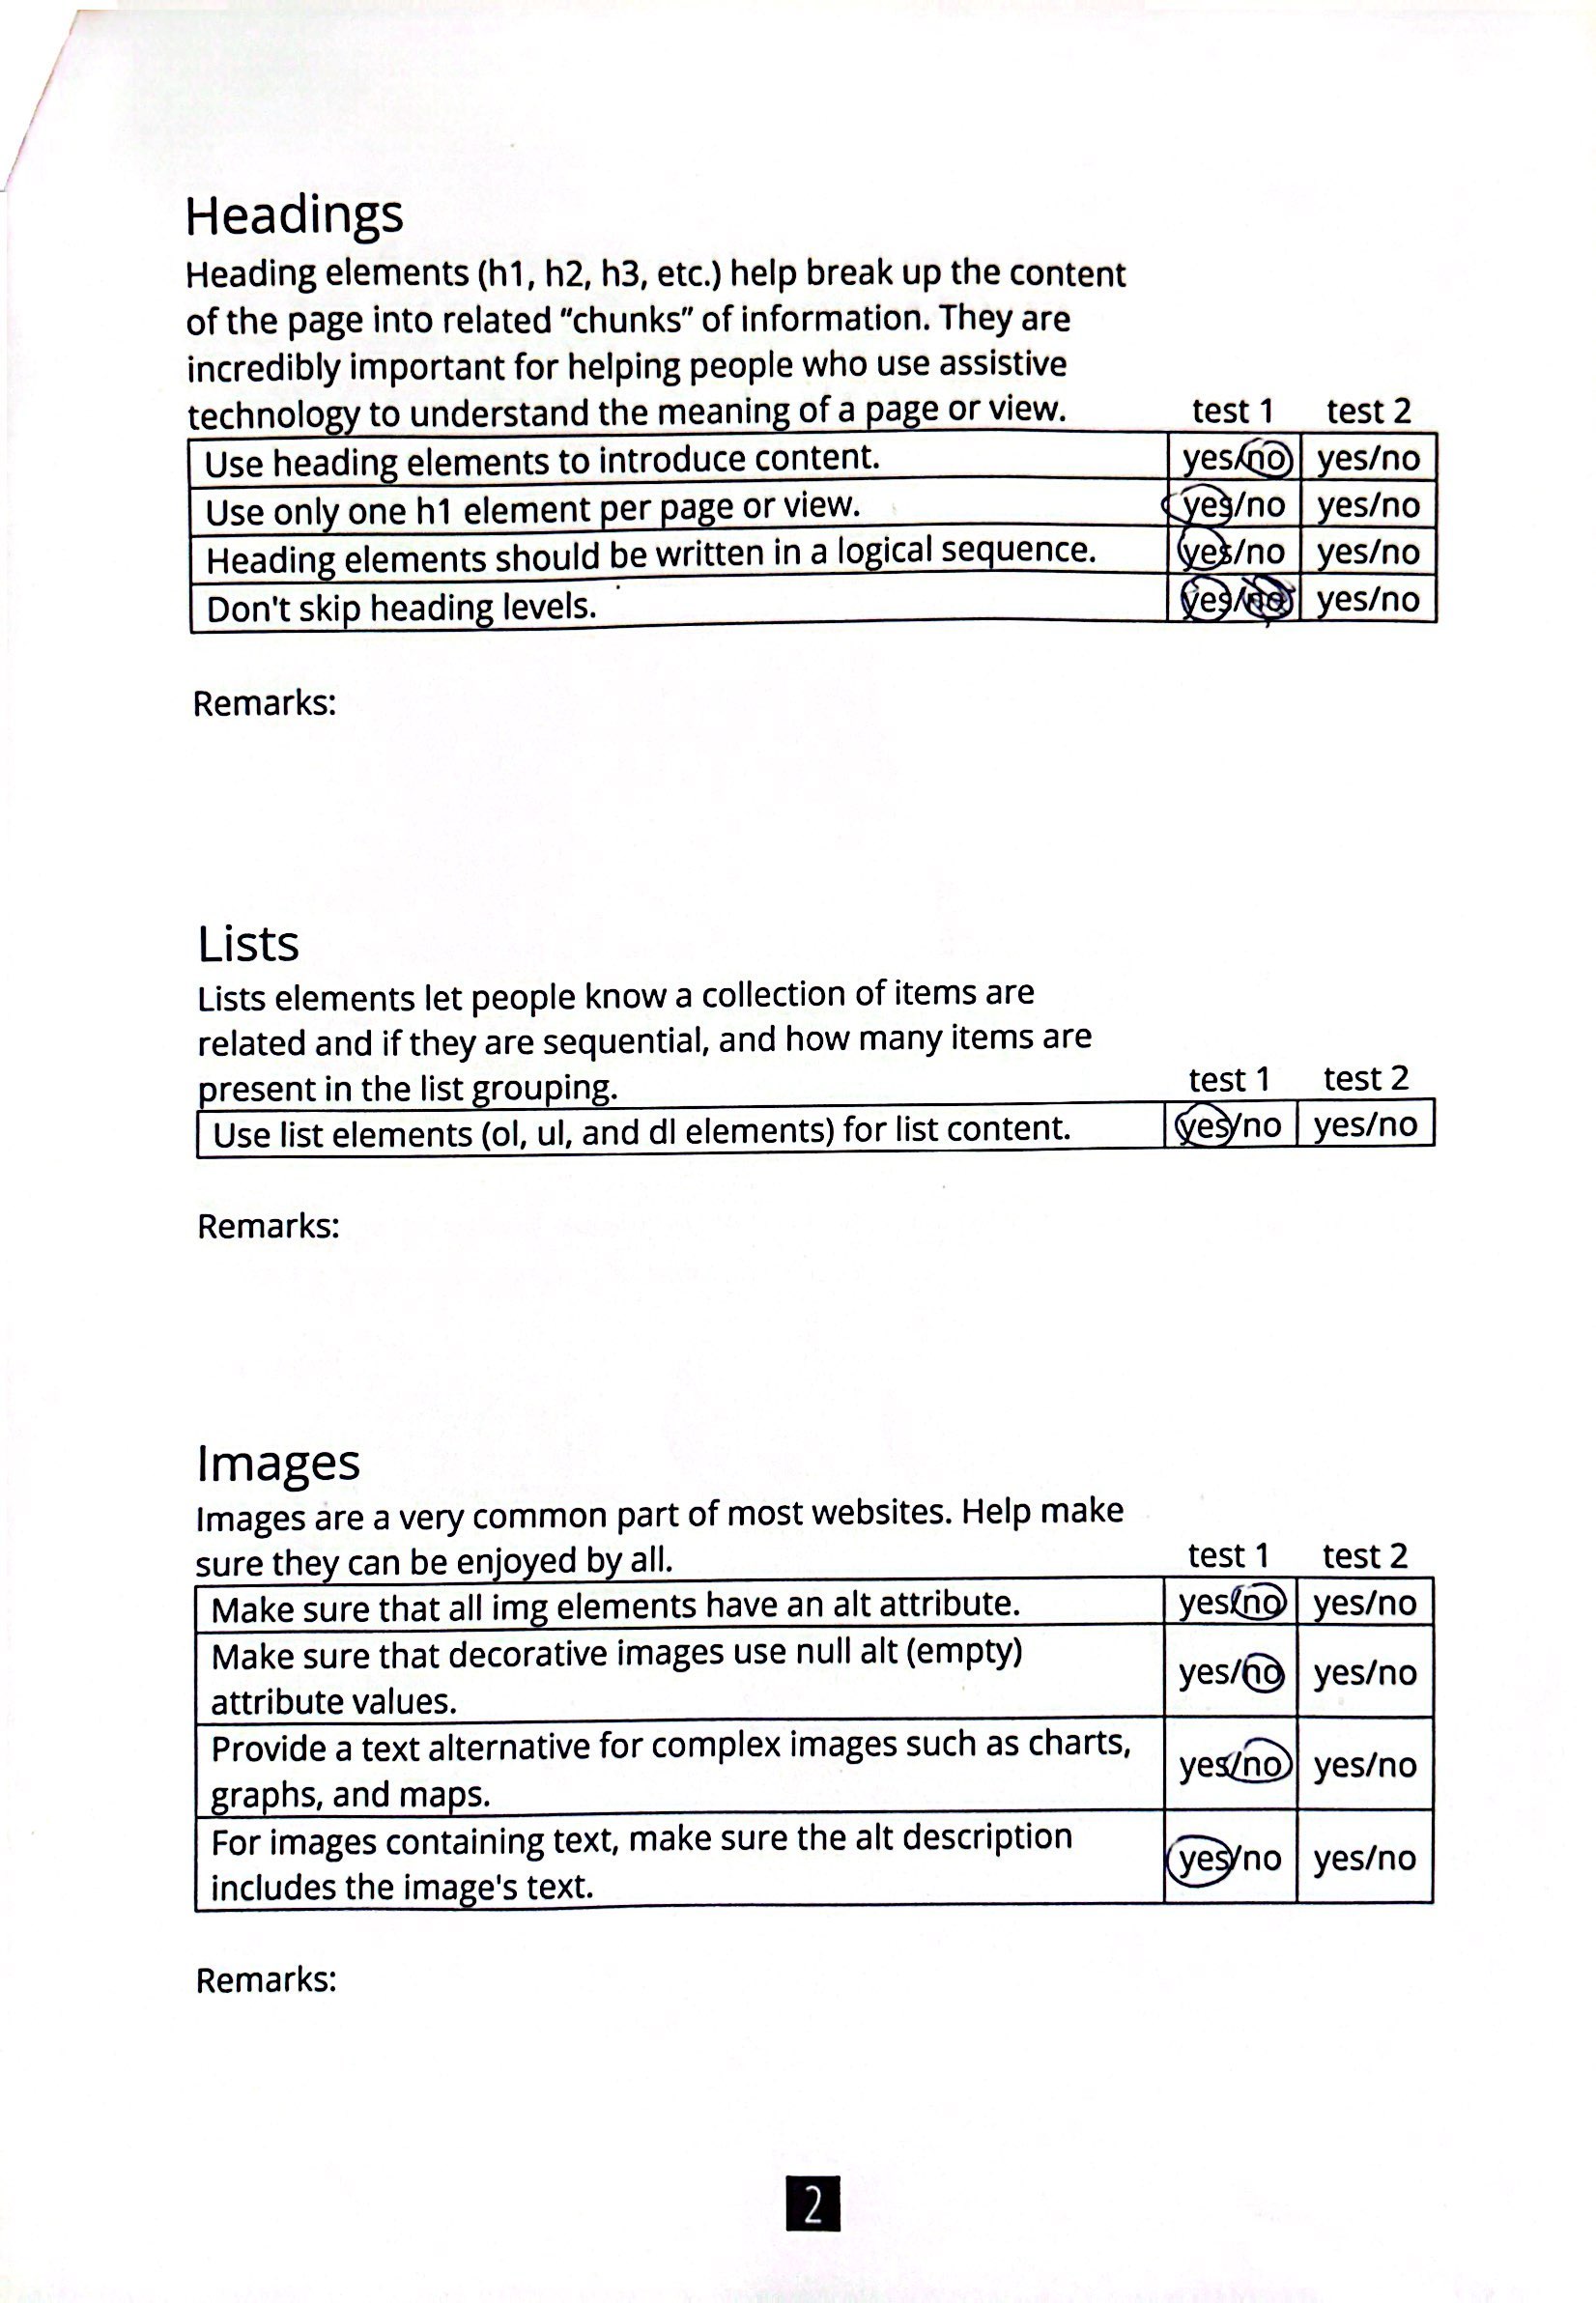 Headings
Heading elements (h1, h2, h3, etc.) help break up the content
of the page into related “chunks” of information. They are
incredibly important for helping people who use assistive
technology to understand the meaning of a page or view. test 1 test 2
Use heading elements to introduce content. yes/no yes/no
Use only one h1 element per page or view. yes/no yes/no
Heading elements should be written in a logical sequence. yes/no yes/no
Don't skip heading levels. yes/no yes/no
Remarks:
Lists
Lists elements let people know a collection of items are
related and if they are sequential, and how many items are
present in the list grouping. test 1 test 2
Use list elements (ol, ul, and dl elements) for list content. yes/no yes/no
Remarks:
Images
Images are a very common part of most websites. Help make
sure they can be enjoyed by all. test 1 test 2
Make sure that all img elements have an alt attribute. yes/no yes/no
Make sure that decorative images use null alt (empty)
attribute values. yes/no yes/no
Provide a text alternative for complex images such as charts,
graphs, and maps. yes/no yes/no
For images containing text, make sure the alt description
includes the image's text. yes/no yes/no
Remarks:
2